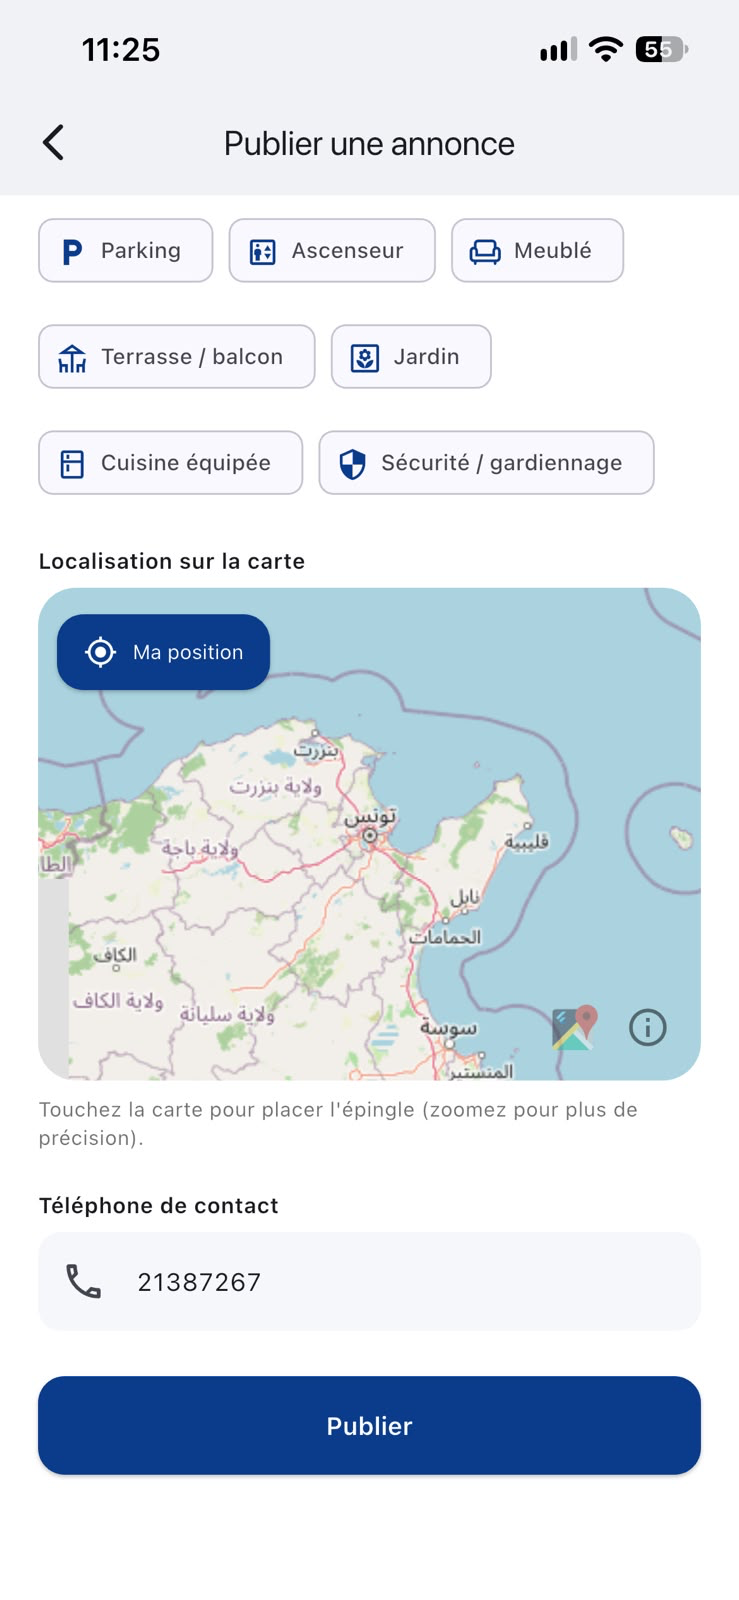 11:25
55
Publier une annonce
Parking
Ascenseur
Meublé
Terrasse / balcon
Jardin
Cuisine équipée
Sécurité / gardiennage
Localisation sur la carte
Ma position
بنزرت
ولاية بنزرت
تونس
ولاية باجة
قليبية
الطا
نابل
الحمامات
الكاف
ولاية الكاف
ولاية سليانة
سوسة
المنستير
Touchez la carte pour placer l'épingle (zoomez pour plus de
précision).
Téléphone de contact
21387267
Publier